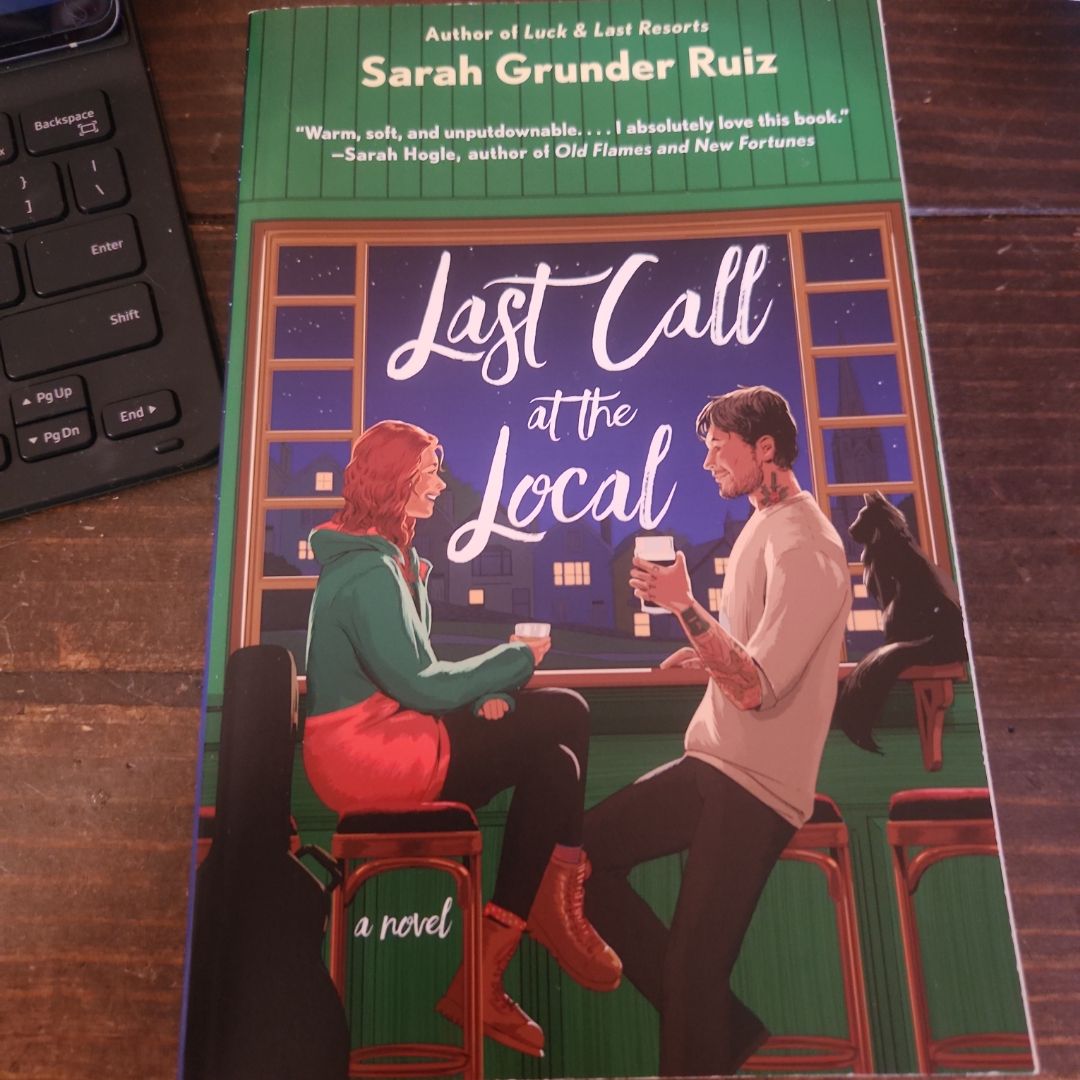 Author of Luck & Last Resorts
Sarah Grunder Ruiz
“Warm, soft, and unputdownable. . . . I absolutely love this book.”
—Sarah Hogle, author of Old Flames and New Fortunes
Last Call
at the
Local
a novel
Backspace
}
]
|
\
Enter
Shift
▲ PgUp
▼ PgDn
End ▶